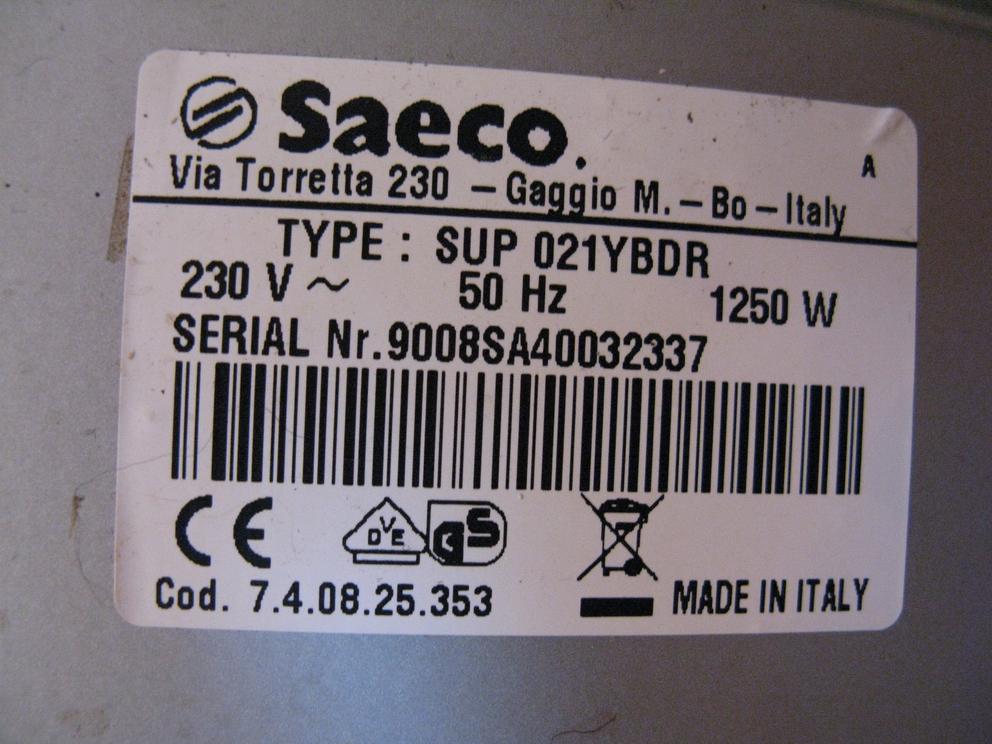 Saeco.
A
Via Torretta 230 – Gaggio M. – Bo – Italy
TYPE : SUP 021YBDR
230 V ~ 50 Hz 1250 W
SERIAL Nr.9008SA40032337
CE DVE GS
Cod. 7.4.08.25.353 MADE IN ITALY